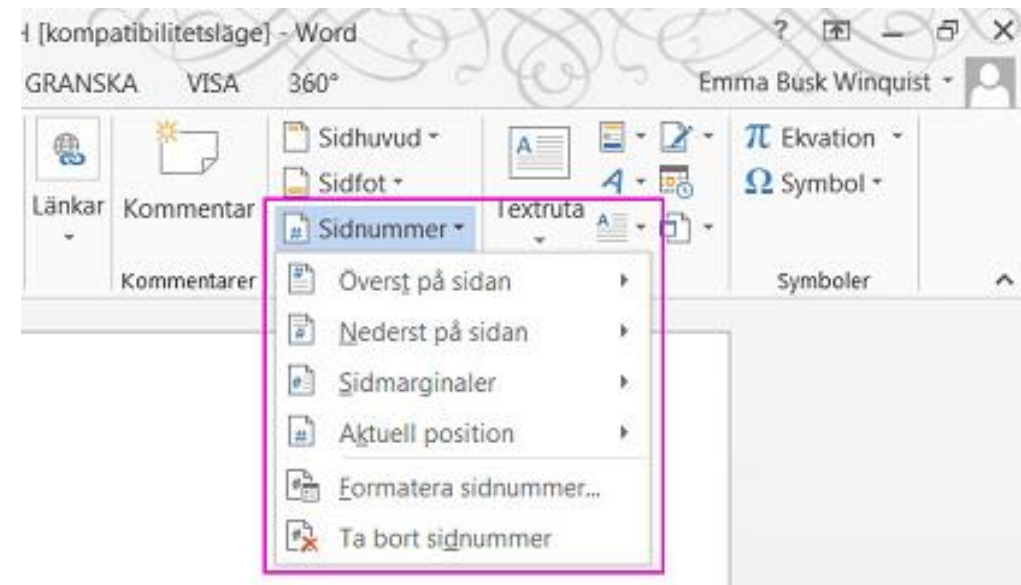 [kompatibilitetsläge] - Word ?
GRANSKA VISA 360° Emma Busk Winquist
Sidhuvud
Ekvation
Sidfot
Symbol
Länkar
Kommentar
Sidnummer
Textruta
Kommentarer
Symboler
Överst på sidan
Nederst på sidan
Sidmarginaler
Aktuell position
Formatera sidnummer...
Ta bort sidnummer